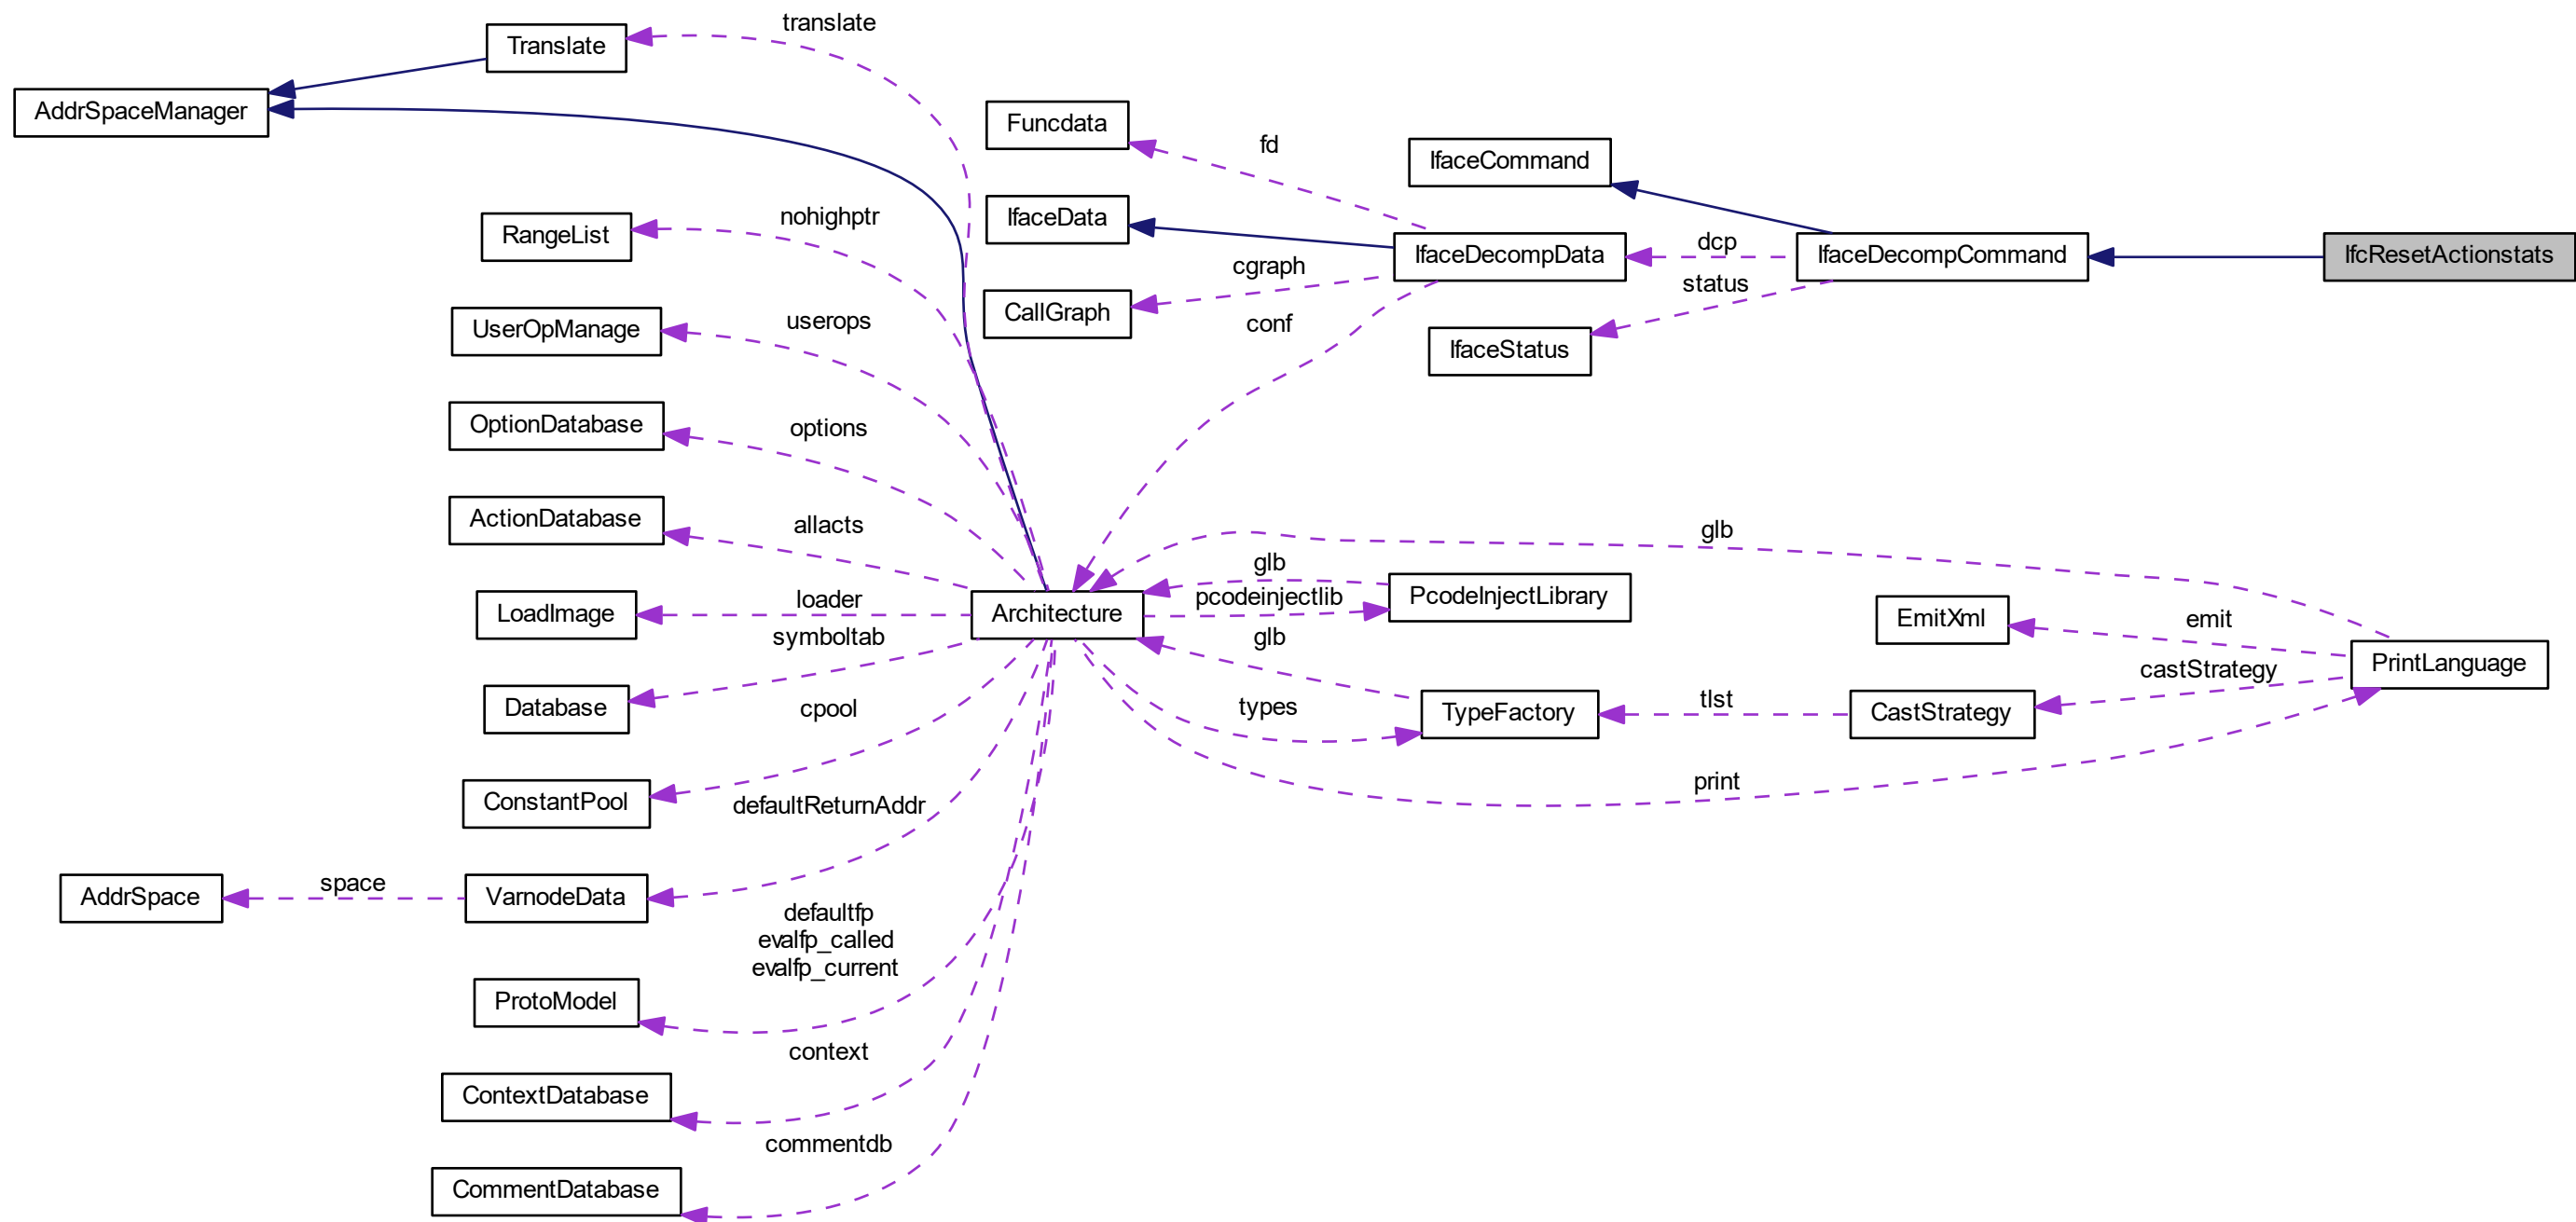 translate
Translate
AddrSpaceManager
Funcdata
fd
IfaceCommand
nohighptr
RangeList
IfaceData
IfaceDecompData
dcp
IfaceDecompCommand
IfcResetActionstats
cgraph
status
CallGraph
conf
userops
UserOpManage
IfaceStatus
options
OptionDatabase
allacts
ActionDatabase
glb
glb
loader
pcodeinjectlib
PcodeInjectLibrary
LoadImage
Architecture
EmitXml
emit
symboltab
glb
castStrategy
PrintLanguage
Database
cpool
types
TypeFactory
tlst
CastStrategy
print
ConstantPool
defaultReturnAddr
AddrSpace
space
VarnodeData
defaultfp
evalfp_called
evalfp_current
ProtoModel
context
ContextDatabase
commentdb
CommentDatabase